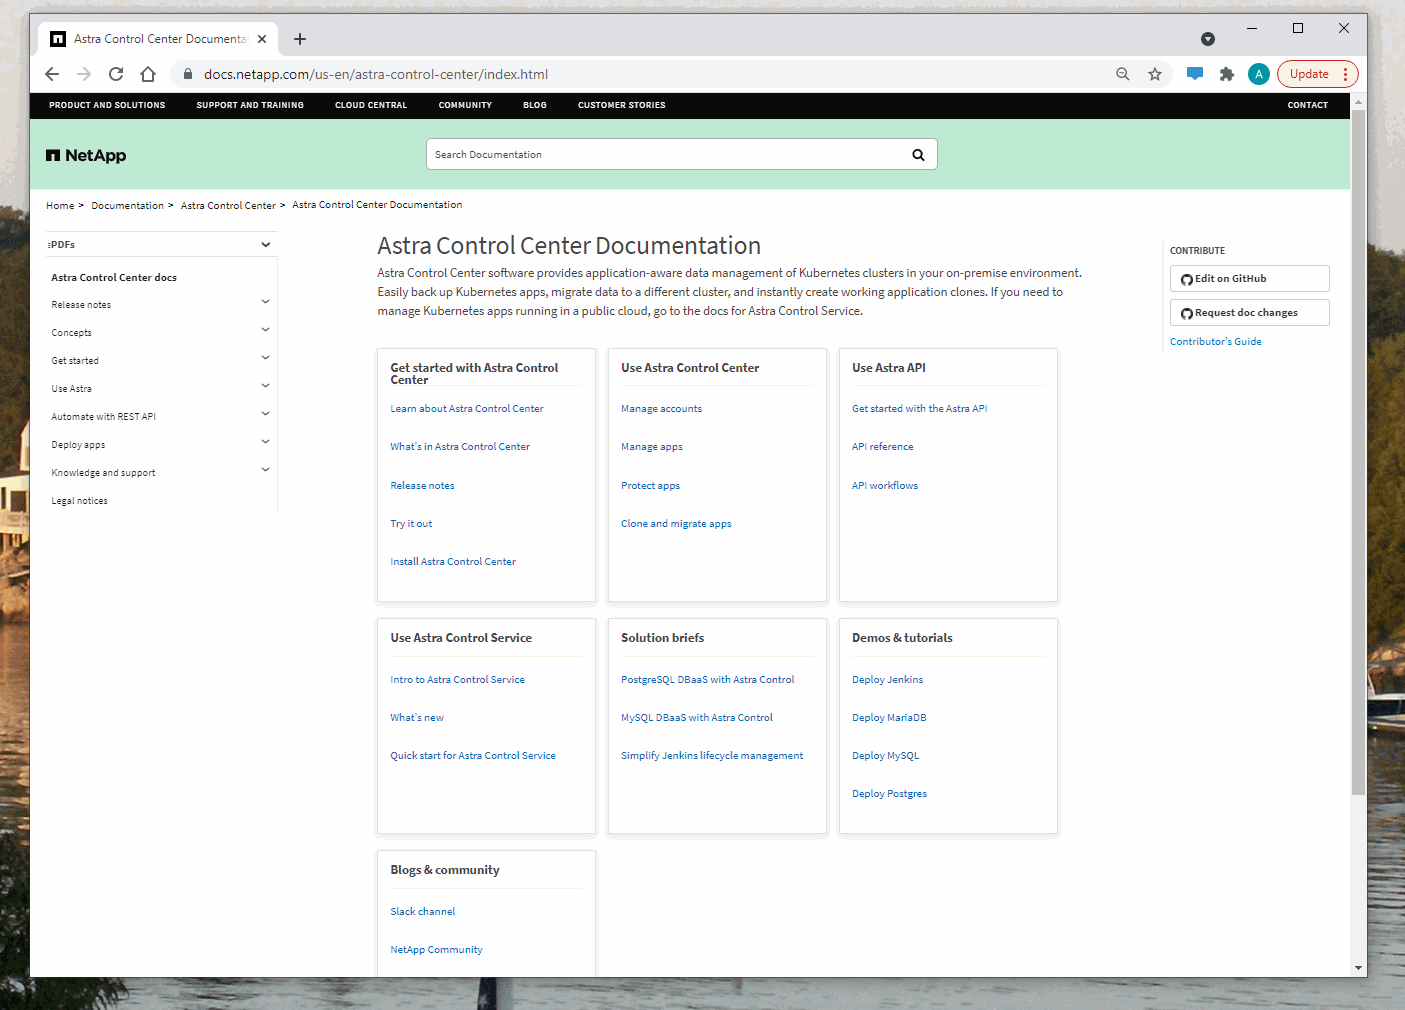 Astra Control Center Documenta
docs.netapp.com/us-en/astra-control-center/index.html
A
Update
PRODUCT AND SOLUTIONS SUPPORT AND TRAINING CLOUD CENTRAL COMMUNITY BLOG CUSTOMER STORIES CONTACT
NetApp
Search Documentation
Home > Documentation > Astra Control Center > Astra Control Center Documentation
PDFs
Astra Control Center docs
Release notes
Concepts
Get started
Use Astra
Automate with REST API
Deploy apps
Knowledge and support
Legal notices
Astra Control Center Documentation
Astra Control Center software provides application-aware data management of Kubernetes clusters in your on-premise environment.
Easily back up Kubernetes apps, migrate data to a different cluster, and instantly create working application clones. If you need to
manage Kubernetes apps running in a public cloud, go to the docs for Astra Control Service.
Get started with Astra Control
Center
Learn about Astra Control Center
What's in Astra Control Center
Release notes
Try it out
Install Astra Control Center
Use Astra Control Center
Manage accounts
Manage apps
Protect apps
Clone and migrate apps
Use Astra API
Get started with the Astra API
API reference
API workflows
Use Astra Control Service
Intro to Astra Control Service
What's new
Quick start for Astra Control Service
Solution briefs
PostgreSQL DBaaS with Astra Control
MySQL DBaaS with Astra Control
Simplify Jenkins lifecycle management
Demos & tutorials
Deploy Jenkins
Deploy MariaDB
Deploy MySQL
Deploy Postgres
Blogs & community
Slack channel
NetApp Community
CONTRIBUTE
Edit on GitHub
Request doc changes
Contributor's Guide